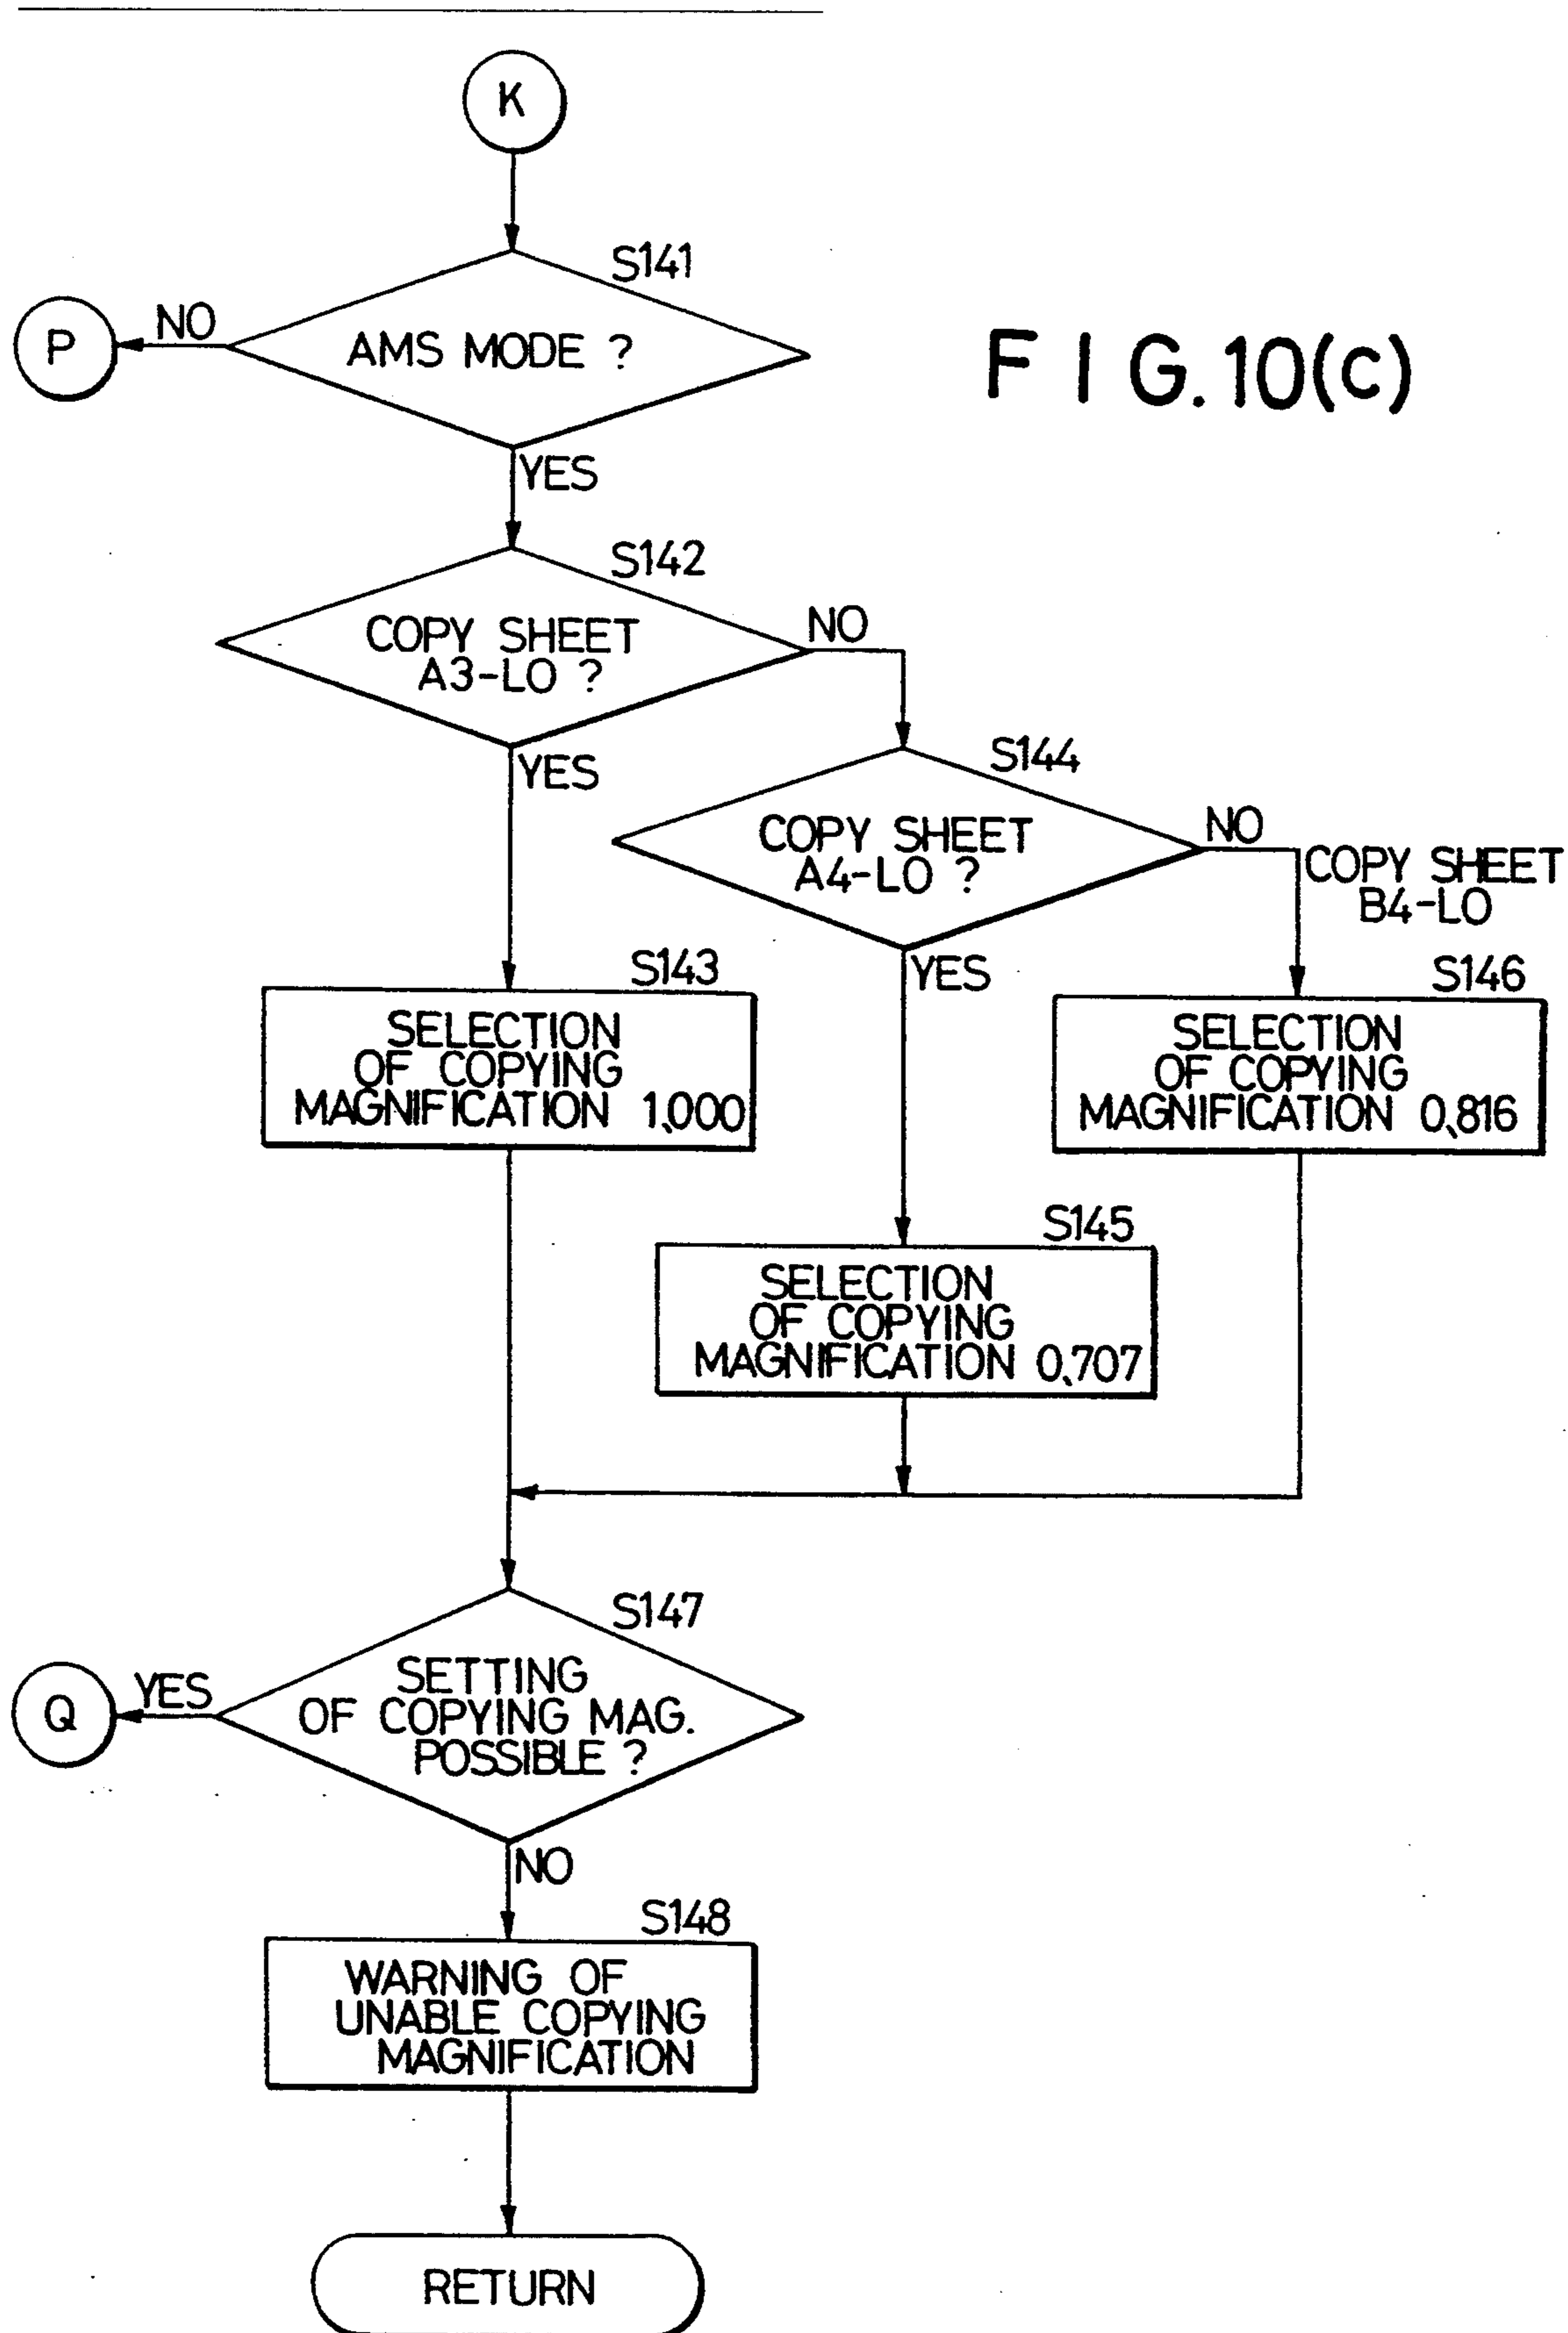 K
S141
P
NO
AMS MODE ?
F I G.10(c)
YES
S142
COPY SHEET
A3-LO ?
NO
YES
S144
COPY SHEET
A4-LO ?
NO
COPY SHEET
B4-LO
YES
S143
SELECTION
OF COPYING
MAGNIFICATION 1.000
S146
SELECTION
OF COPYING
MAGNIFICATION 0.816
S145
SELECTION
OF COPYING
MAGNIFICATION 0.707
S147
Q
YES
SETTING
OF COPYING MAG.
POSSIBLE ?
NO
S148
WARNING OF
UNABLE COPYING
MAGNIFICATION
RETURN